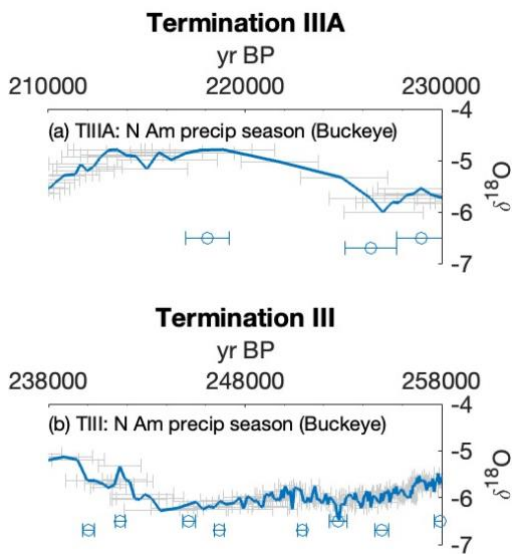 Termination IIIA
yr BP
210000 220000 230000
-4
(a) TIIIA: N Am precip season (Buckeye)
-5
δ18O
-6
-7
Termination III
yr BP
238000 248000 258000
-4
(b) TIII: N Am precip season (Buckeye)
-5
δ18O
-6
-7